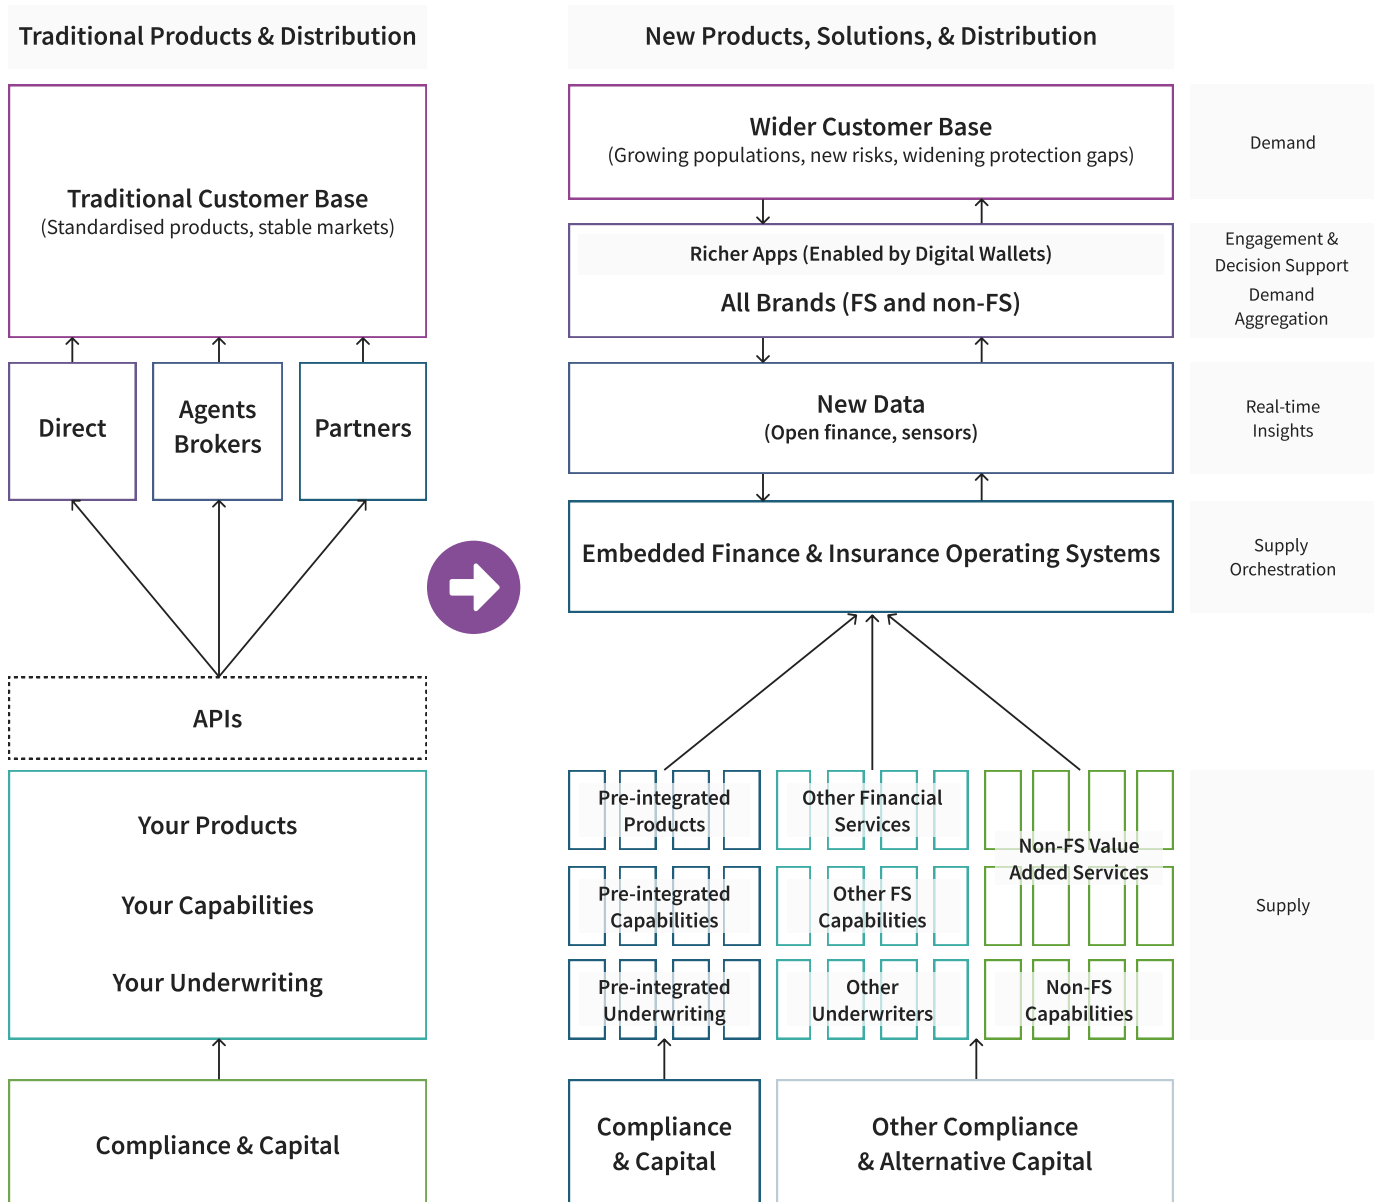 Traditional Products & Distribution
Traditional Customer Base
(Standardised products, stable markets)
Direct
Agents
Brokers
Partners
APIs
Your Products
Your Capabilities
Your Underwriting
Compliance & Capital
New Products, Solutions, & Distribution
Wider Customer Base
(Growing populations, new risks, widening protection gaps)
Demand
Richer Apps (Enabled by Digital Wallets)
All Brands (FS and non-FS)
Engagement &
Decision Support
Demand
Aggregation
New Data
(Open finance, sensors)
Real-time
Insights
Embedded Finance & Insurance Operating Systems
Supply
Orchestration
Pre-integrated
Products
Other Financial
Services
Non-FS Value
Added Services
Pre-integrated
Capabilities
Other FS
Capabilities
Pre-integrated
Underwriting
Other
Underwriters
Non-FS
Capabilities
Supply
Compliance
& Capital
Other Compliance
& Alternative Capital